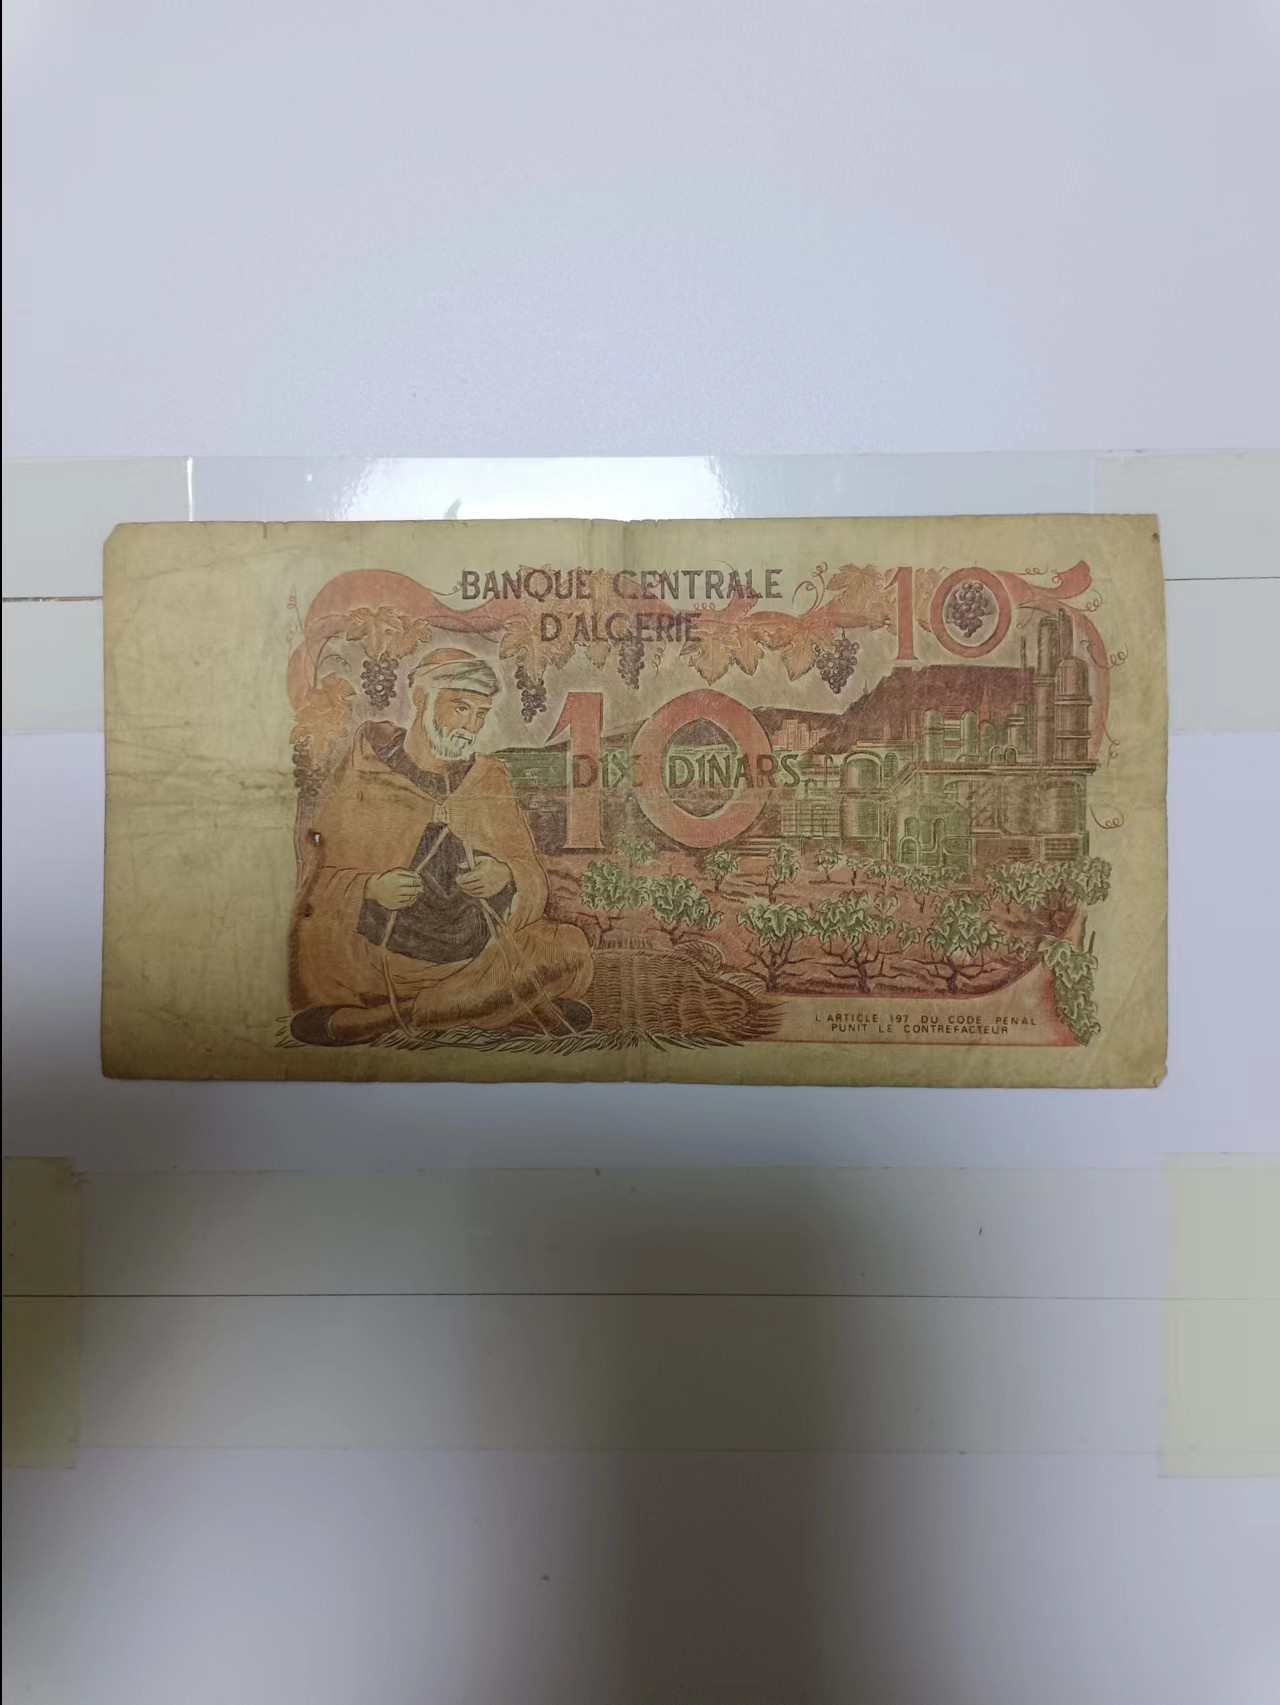 BANQUE CENTRALE
D'ALGERIE
10
10
DIX DINARS
L'ARTICLE 197 DU CODE PENAL
PUNIT LE CONTREFACTEUR